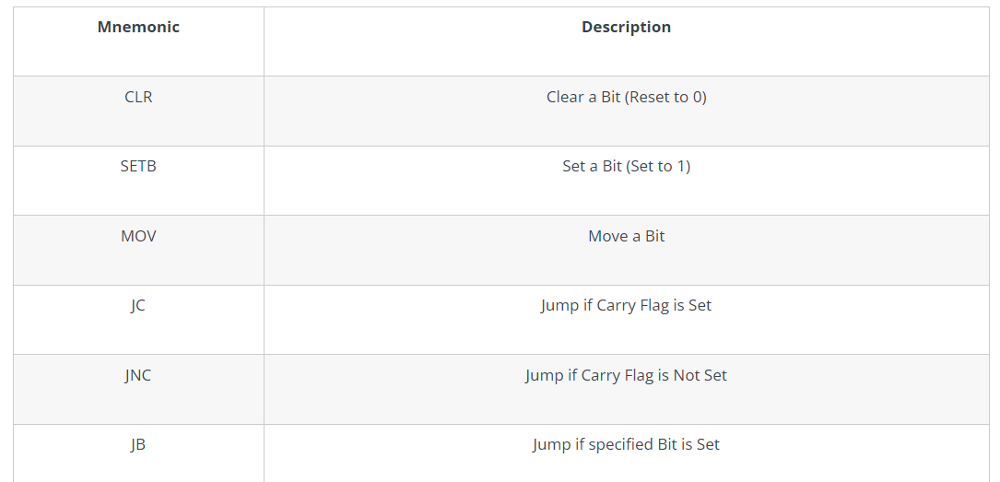 Mnemonic Description
CLR Clear a Bit (Reset to 0)
SETB Set a Bit (Set to 1)
MOV Move a Bit
JC Jump if Carry Flag is Set
JNC Jump if Carry Flag is Not Set
JB Jump if specified Bit is Set